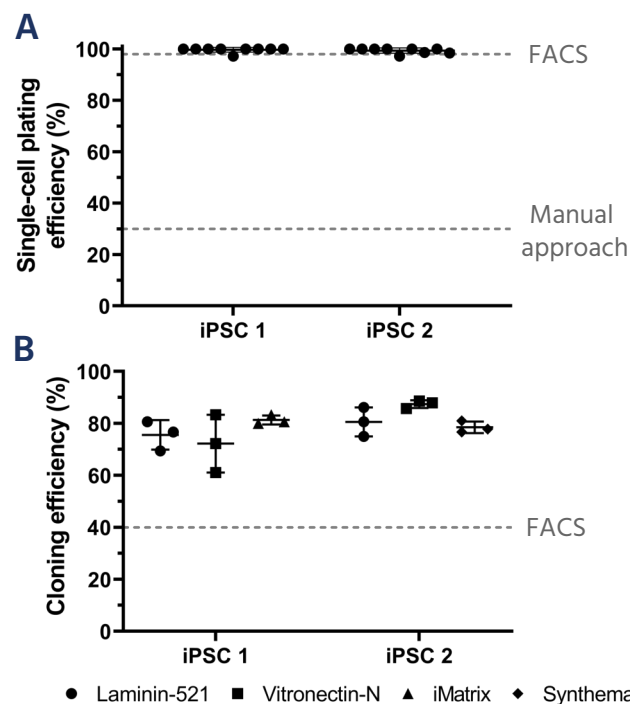 A
Single-cell plating
efficiency (%)
100
80
60
40
20
0
FACS
Manual
approach
iPSC 1
iPSC 2
B
Cloning efficiency (%)
100
80
60
40
20
0
FACS
iPSC 1
iPSC 2
Laminin-521 Vitronectin-N iMatrix Synthema